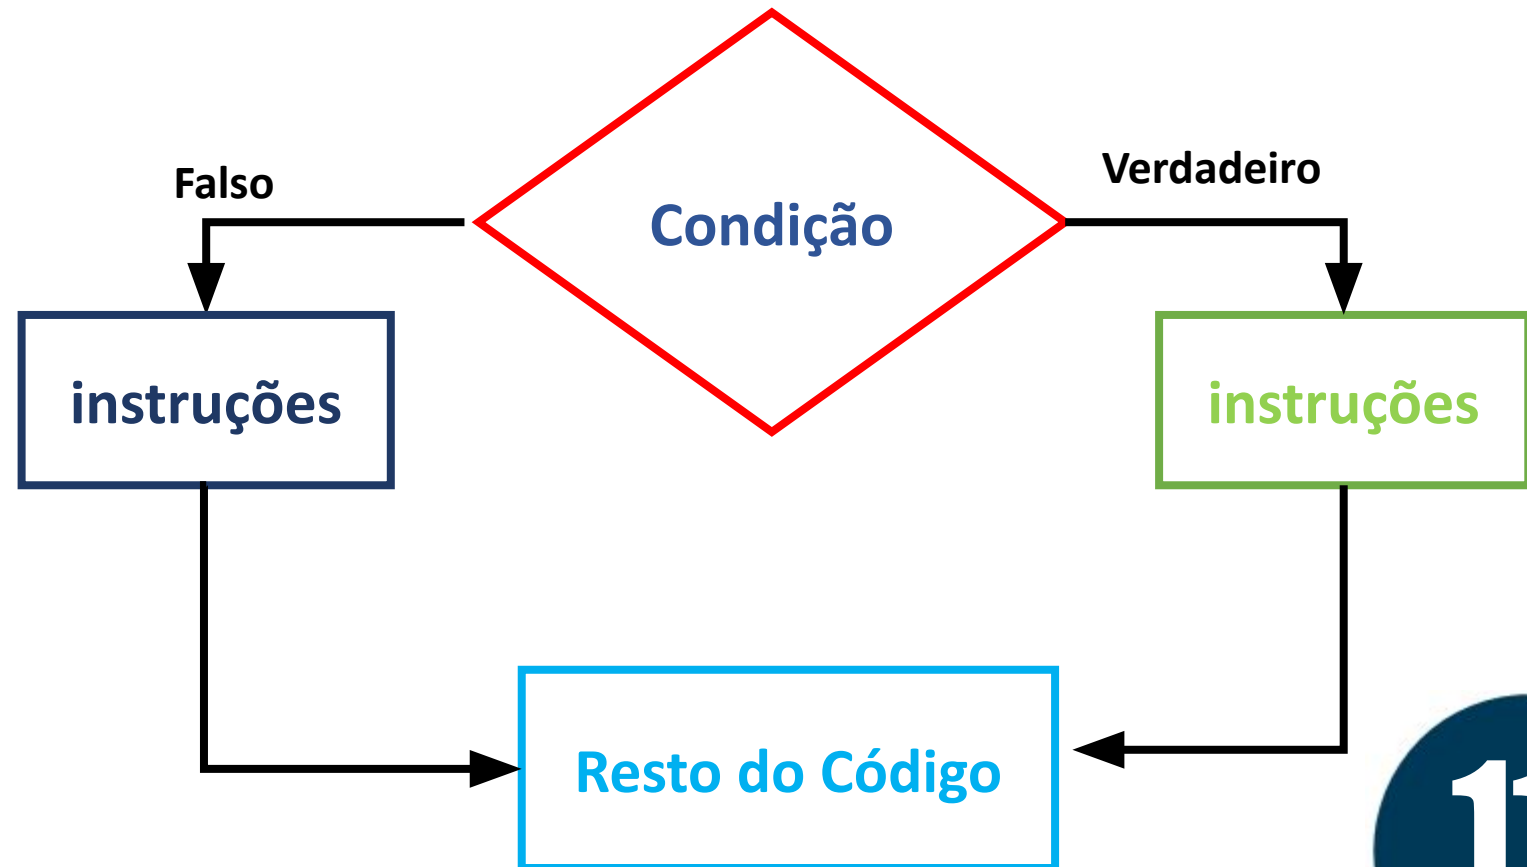 Falso
Verdadeiro
Condição
instruções
instruções
Resto do Código